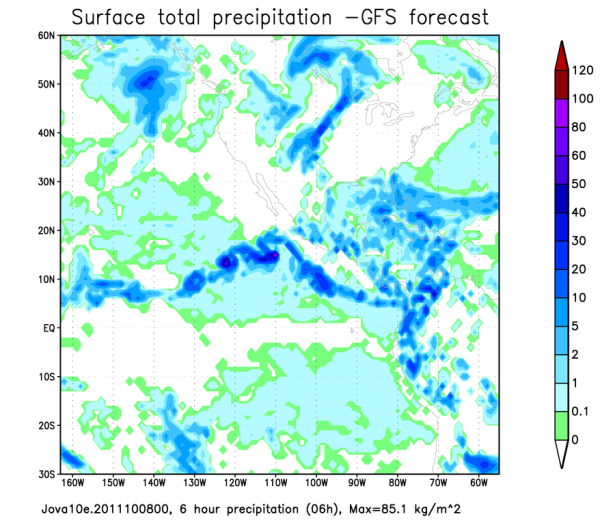 Surface total precipitation −GFS forecast
60N
50N
40N
30N
20N
10N
EQ
10S
20S
30S
160W 150W 140W 130W 120W 110W 100W 90W 80W 70W 60W
120
100
80
60
50
40
30
20
10
5
2
1
0.1
0
Jova10e.2011100800, 6 hour precipitation (06h), Max=85.1 kg/m^2